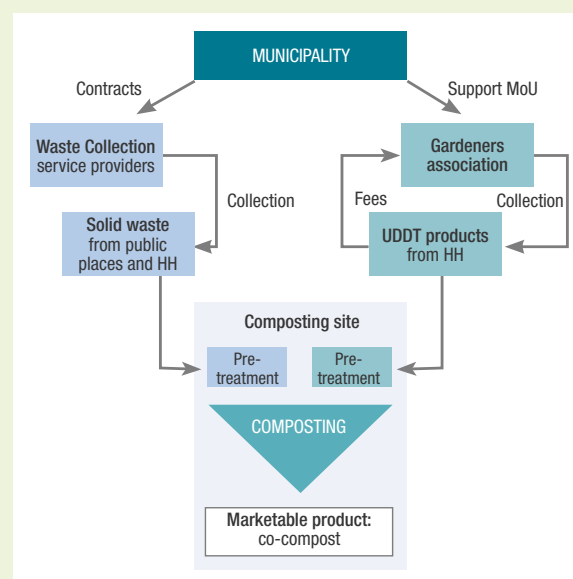 MUNICIPALITY
Contracts
Support MoU
Waste Collection
service providers
Gardeners
association
Collection
Fees
Collection
Solid waste
from public
places and HH
UDDT products
from HH
Composting site
Pre-
treatment
Pre-
treatment
COMPOSTING
Marketable product:
co-compost